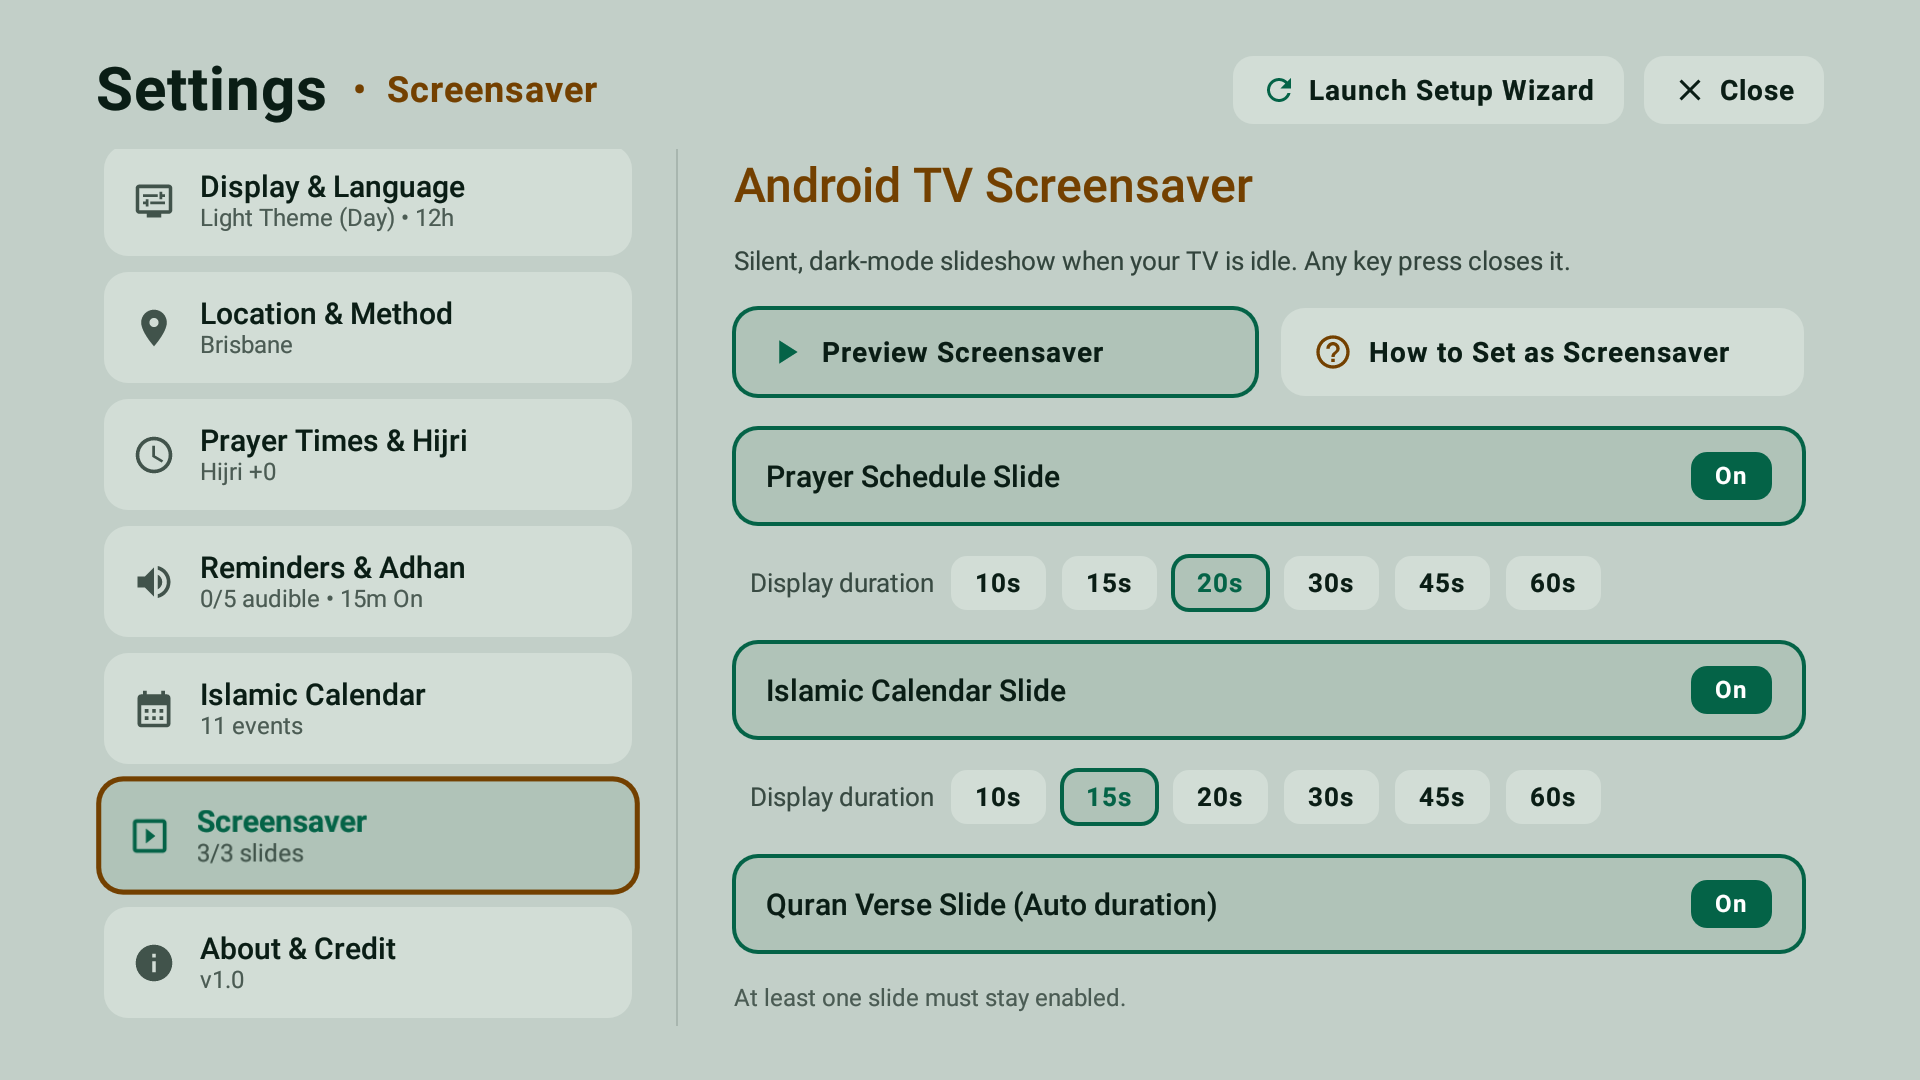 Settings • Screensaver
Launch Setup Wizard
Close
Display & Language
Light Theme (Day) • 12h
Location & Method
Brisbane
Prayer Times & Hijri
Hijri +0
Reminders & Adhan
0/5 audible • 15m On
Islamic Calendar
11 events
Screensaver
3/3 slides
About & Credit
v1.0
Android TV Screensaver
Silent, dark-mode slideshow when your TV is idle. Any key press closes it.
Preview Screensaver
How to Set as Screensaver
Prayer Schedule Slide On
Display duration 10s 15s 20s 30s 45s 60s
Islamic Calendar Slide On
Display duration 10s 15s 20s 30s 45s 60s
Quran Verse Slide (Auto duration) On
At least one slide must stay enabled.